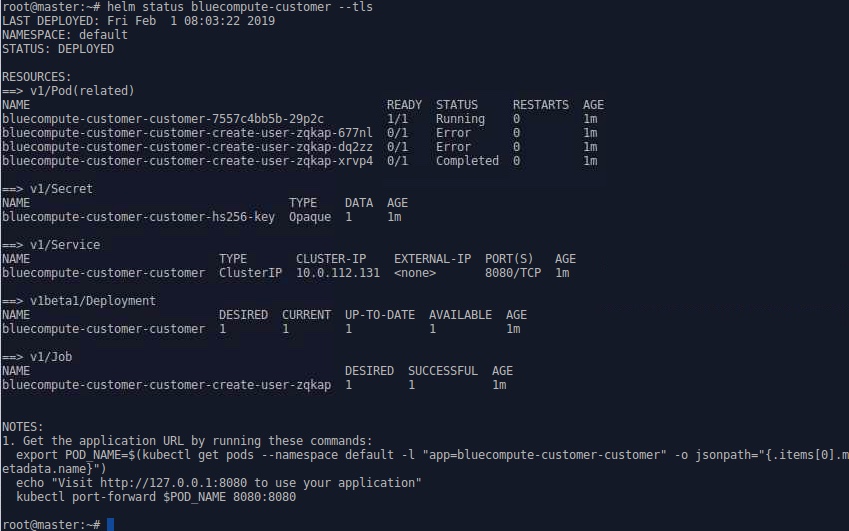 root@master:~# helm status bluecompute-customer --tls
LAST DEPLOYED: Fri Feb  1 08:03:22 2019
NAMESPACE: default
STATUS: DEPLOYED

RESOURCES:
==> v1/Pod(related)
NAME                                                   READY  STATUS     RESTARTS  AGE
bluecompute-customer-customer-7557c4bb5b-29p2c         1/1    Running    0         1m
bluecompute-customer-customer-create-user-zqkap-677nl  0/1    Error      0         1m
bluecompute-customer-customer-create-user-zqkap-dq2zz  0/1    Error      0         1m
bluecompute-customer-customer-create-user-zqkap-xrvp4  0/1    Completed  0         1m

==> v1/Secret
NAME                                     TYPE    DATA  AGE
bluecompute-customer-customer-hs256-key  Opaque  1     1m

==> v1/Service
NAME                           TYPE       CLUSTER-IP    EXTERNAL-IP  PORT(S)   AGE
bluecompute-customer-customer  ClusterIP  10.0.112.131  <none>       8080/TCP  1m

==> v1beta1/Deployment
NAME                           DESIRED  CURRENT  UP-TO-DATE  AVAILABLE  AGE
bluecompute-customer-customer  1        1        1           1          1m

==> v1/Job
NAME                                             DESIRED  SUCCESSFUL  AGE
bluecompute-customer-customer-create-user-zqkap  1        1           1m


NOTES:
1. Get the application URL by running these commands:
  export POD_NAME=$(kubectl get pods --namespace default -l "app=bluecompute-customer-customer" -o jsonpath="{.items[0].m
etadata.name}")
  echo "Visit http://127.0.0.1:8080 to use your application"
  kubectl port-forward $POD_NAME 8080:8080

root@master:~#